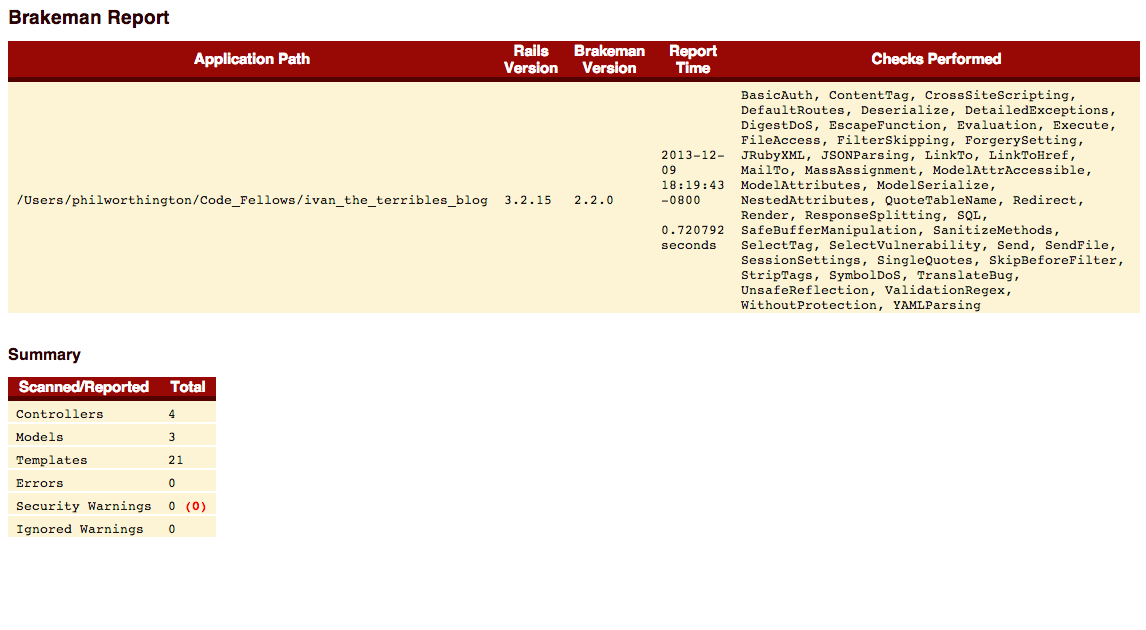 Brakeman Report
Application Path Rails Version Brakeman Version Report Time Checks Performed
/Users/philworthington/Code_Fellows/ivan_the_terribles_blog
3.2.15
2.2.0
2013-12-
09
18:19:43
-0800
0.720792
seconds
BasicAuth, ContentTag, CrossSiteScripting,
DefaultRoutes, Deserialize, DetailedExceptions,
DigestDoS, EscapeFunction, Evaluation, Execute,
FileAccess, FilterSkipping, ForgerySetting,
JRubyXML, JSONParsing, LinkTo, LinkToHref,
MailTo, MassAssignment, ModelAttrAccessible,
ModelAttributes, ModelSerialize,
NestedAttributes, QuoteTableName, Redirect,
Render, ResponseSplitting, SQL,
SafeBufferManipulation, SanitizeMethods,
SelectTag, SelectVulnerability, Send, SendFile,
SessionSettings, SingleQuotes, SkipBeforeFilter,
StripTags, SymbolDoS, TranslateBug,
UnsafeReflection, ValidationRegex,
WithoutProtection, YAMLParsing
Summary
Scanned/Reported Total
Controllers 4
Models 3
Templates 21
Errors 0
Security Warnings 0 (0)
Ignored Warnings 0